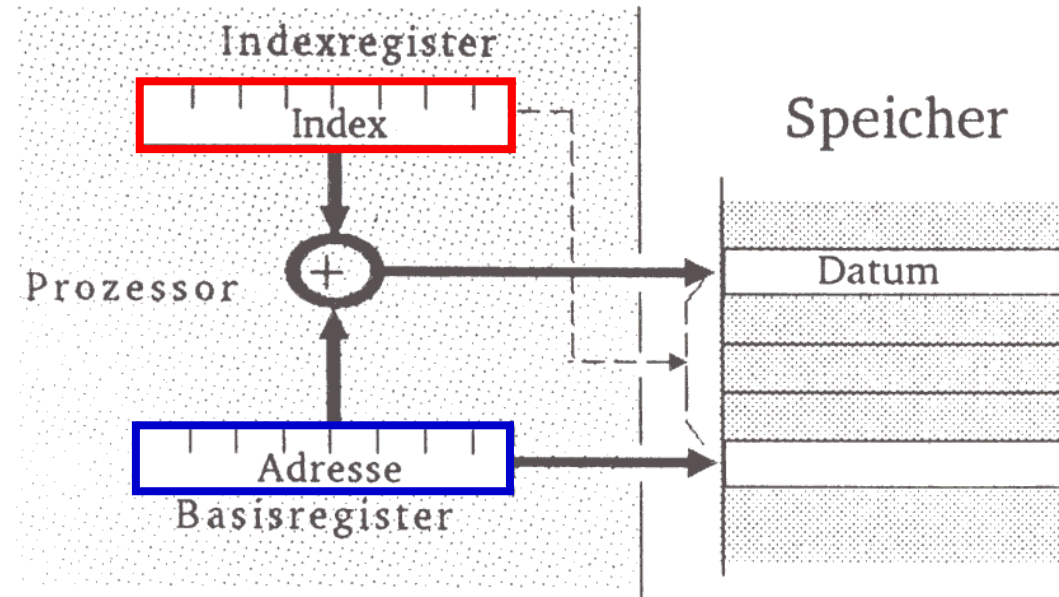 Indexregister
Index
Speicher
+
Datum
Prozessor
Adresse
Basisregister